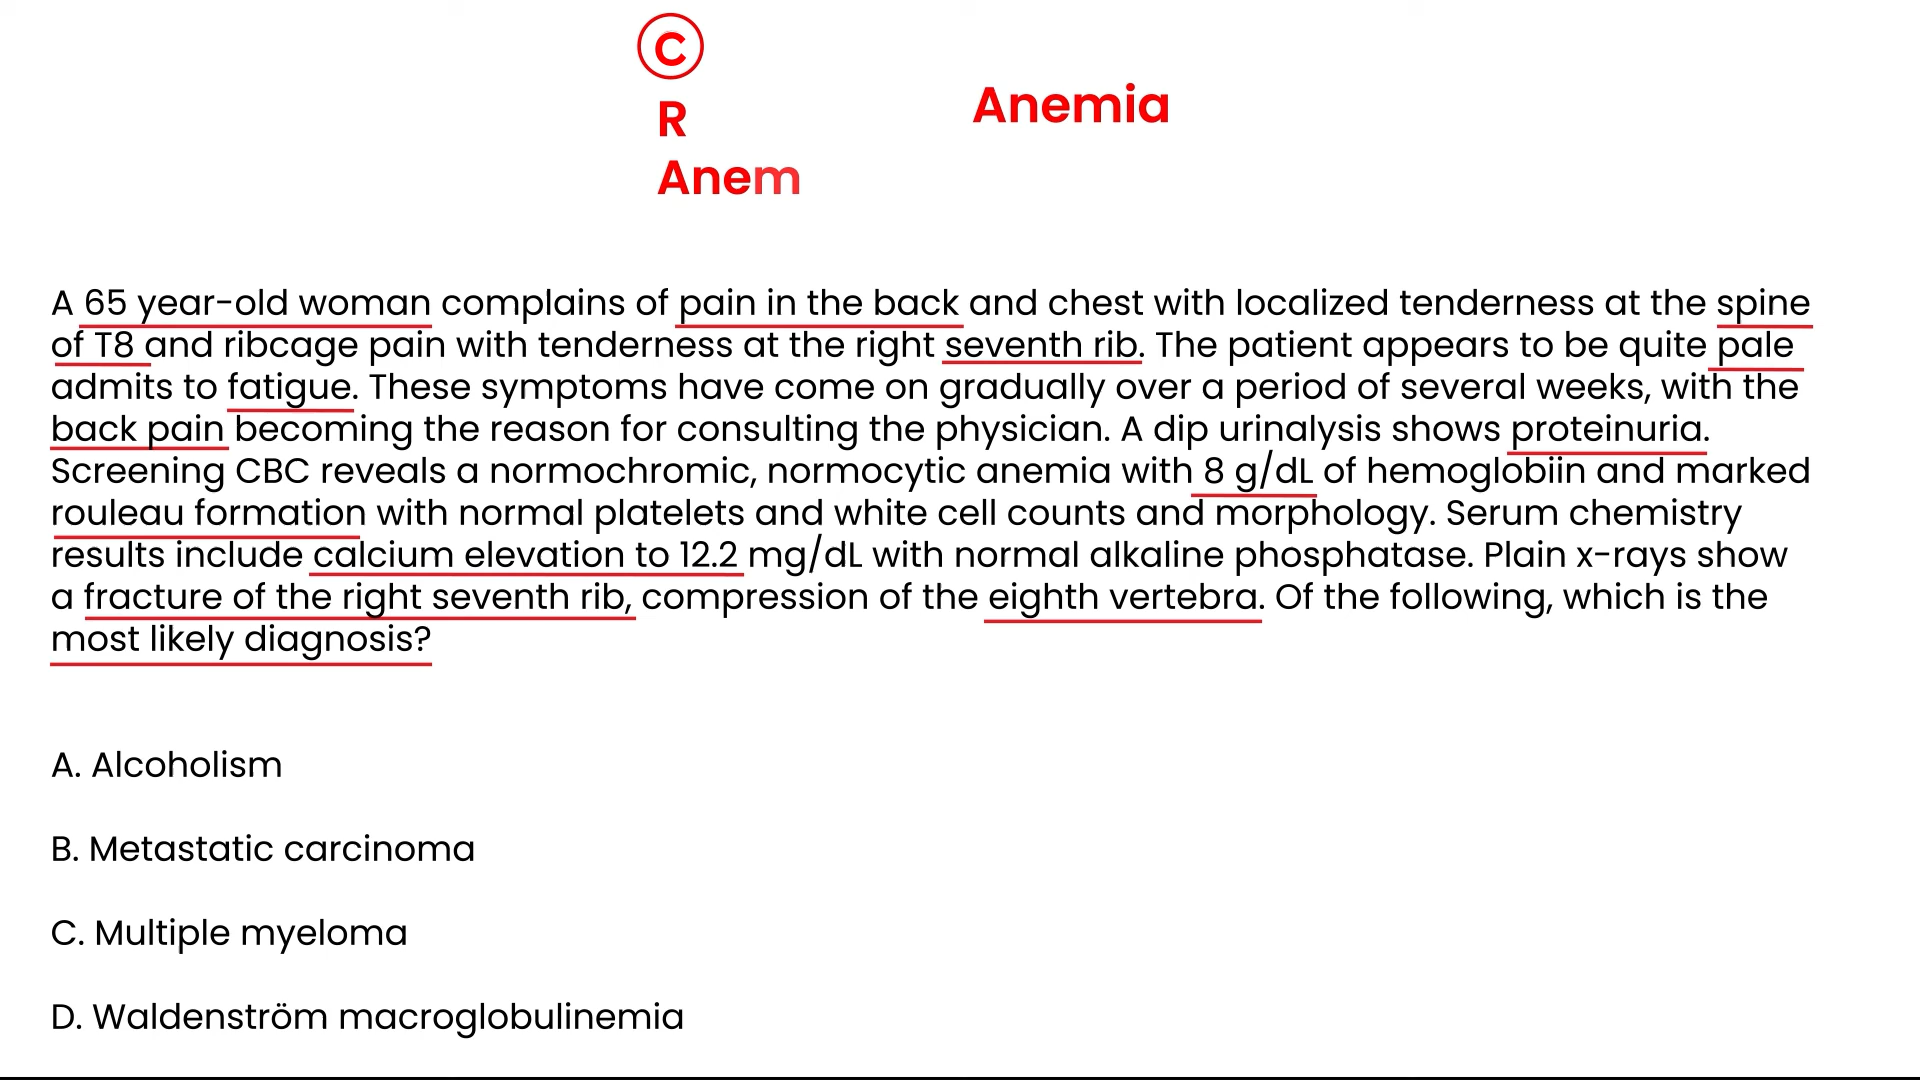 C
R
Anemia
Anem
A 65 year-old woman complains of pain in the back and chest with localized tenderness at the spine
of T8 and ribcage pain with tenderness at the right seventh rib. The patient appears to be quite pale
admits to fatigue. These symptoms have come on gradually over a period of several weeks, with the
back pain becoming the reason for consulting the physician. A dip urinalysis shows proteinuria.
Screening CBC reveals a normochromic, normocytic anemia with 8 g/dL of hemoglobiin and marked
rouleau formation with normal platelets and white cell counts and morphology. Serum chemistry
results include calcium elevation to 12.2 mg/dL with normal alkaline phosphatase. Plain x-rays show
a fracture of the right seventh rib, compression of the eighth vertebra. Of the following, which is the
most likely diagnosis?
A. Alcoholism
B. Metastatic carcinoma
C. Multiple myeloma
D. Waldenström macroglobulinemia